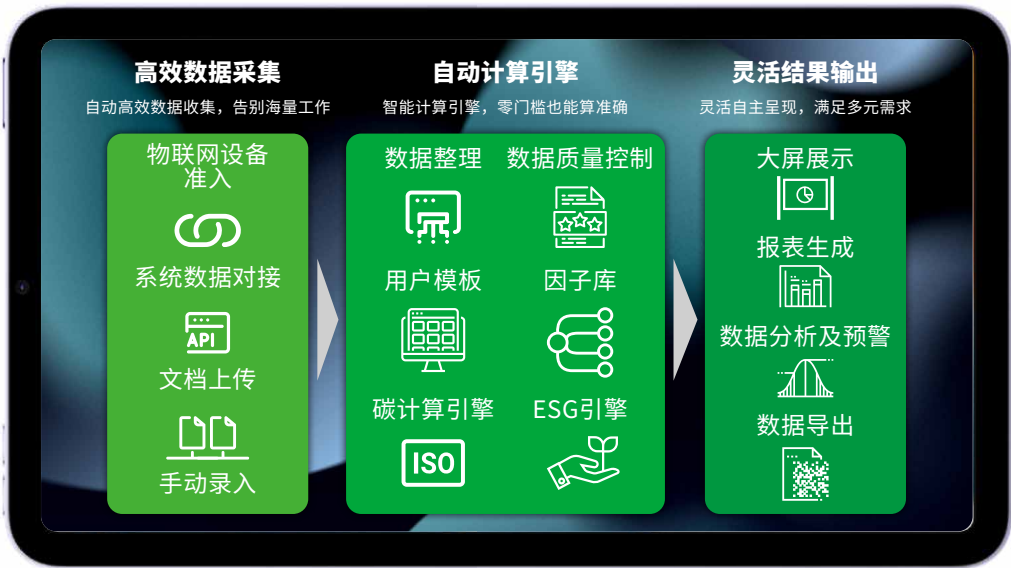 高效数据采集
自动高效数据收集，告别海量工作
物联网设备
准入
系统数据对接
API
文档上传
手动录入
自动计算引擎
智能计算引擎，零门槛也能算准确
数据整理
数据质量控制
用户模板
因子库
碳计算引擎
ESG引擎
ISO
灵活结果输出
灵活自主呈现，满足多元需求
大屏展示
报表生成
数据分析及预警
数据导出